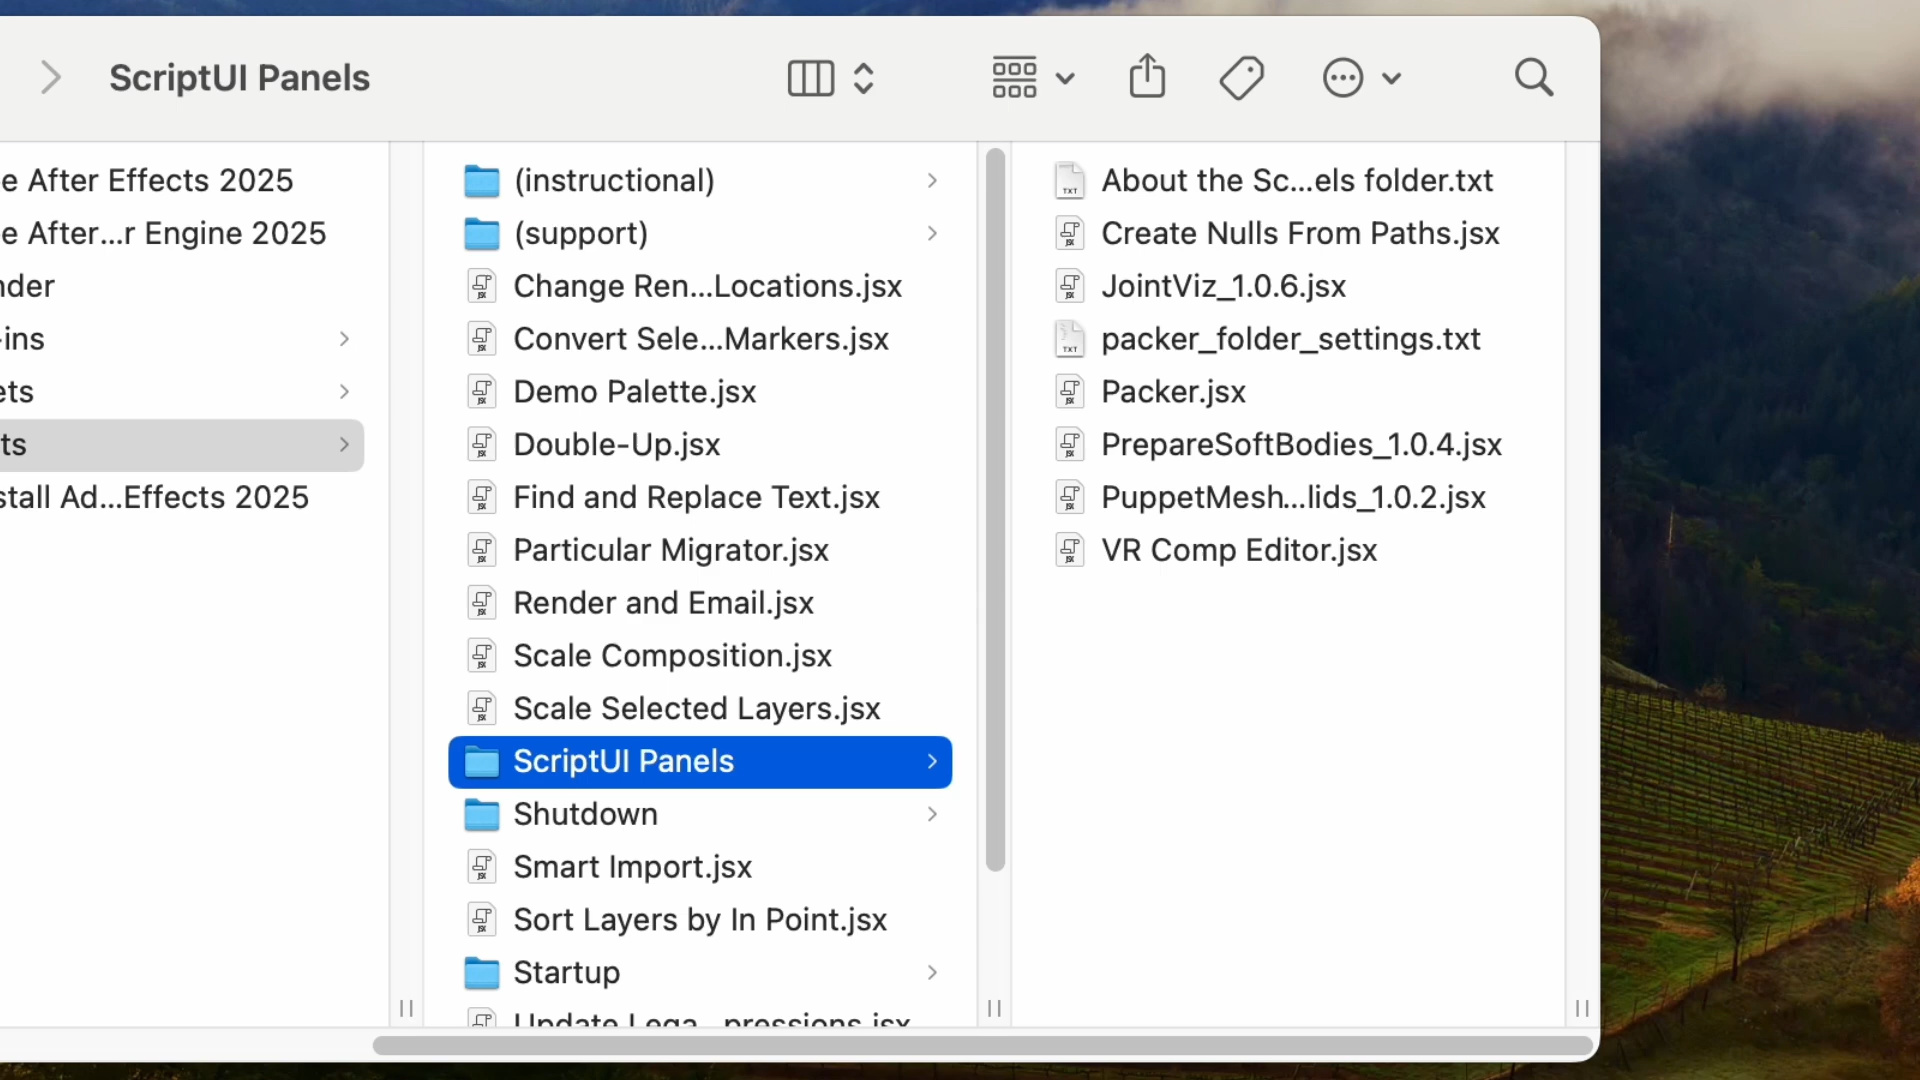 ScriptUI Panels
e After Effects 2025
e After...r Engine 2025
nder
-ins
ets
ts
stall Ad...Effects 2025
(instructional)
(support)
Change Ren...Locations.jsx
Convert Sele...Markers.jsx
Demo Palette.jsx
Double-Up.jsx
Find and Replace Text.jsx
Particular Migrator.jsx
Render and Email.jsx
Scale Composition.jsx
Scale Selected Layers.jsx
ScriptUI Panels
Shutdown
Smart Import.jsx
Sort Layers by In Point.jsx
Startup
Update Lega...pressions.jsx
About the Sc...els folder.txt
Create Nulls From Paths.jsx
JointViz_1.0.6.jsx
packer_folder_settings.txt
Packer.jsx
PrepareSoftBodies_1.0.4.jsx
PuppetMesh...lids_1.0.2.jsx
VR Comp Editor.jsx